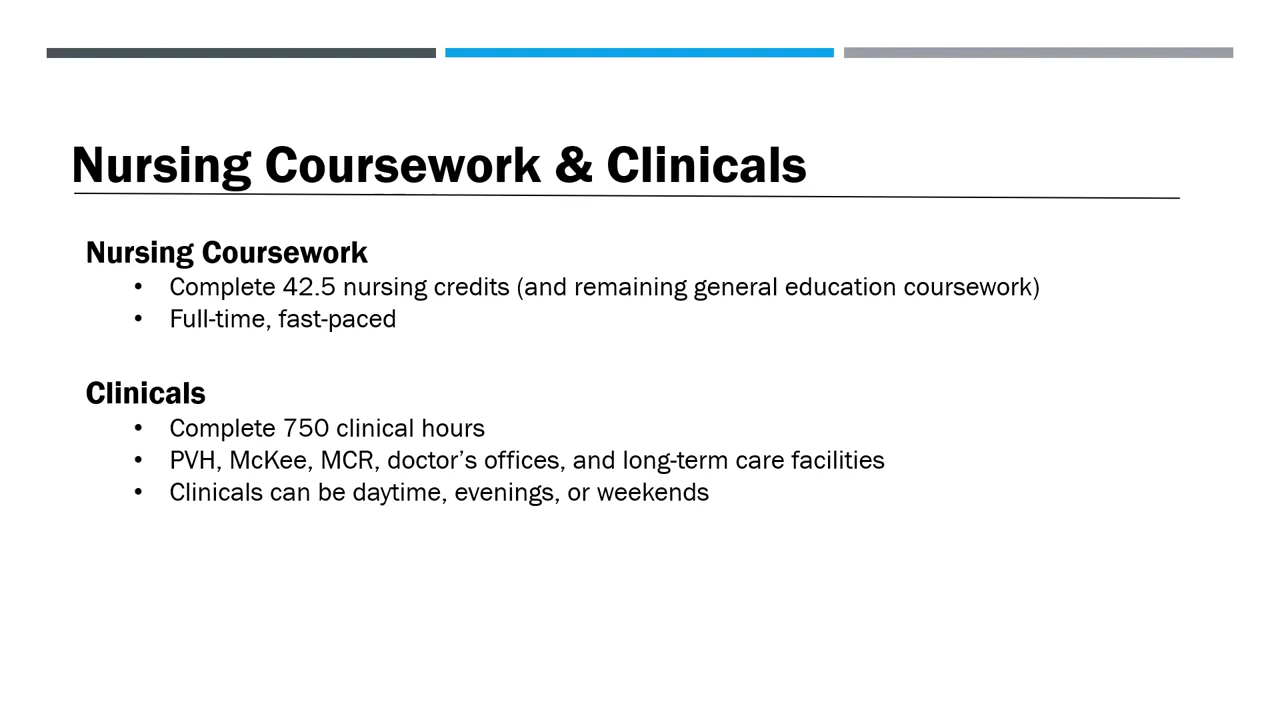 Nursing Coursework & Clinicals
Nursing Coursework
• Complete 42.5 nursing credits (and remaining general education coursework)
• Full-time, fast-paced
Clinicals
• Complete 750 clinical hours
• PVH, McKee, MCR, doctor’s offices, and long-term care facilities
• Clinicals can be daytime, evenings, or weekends